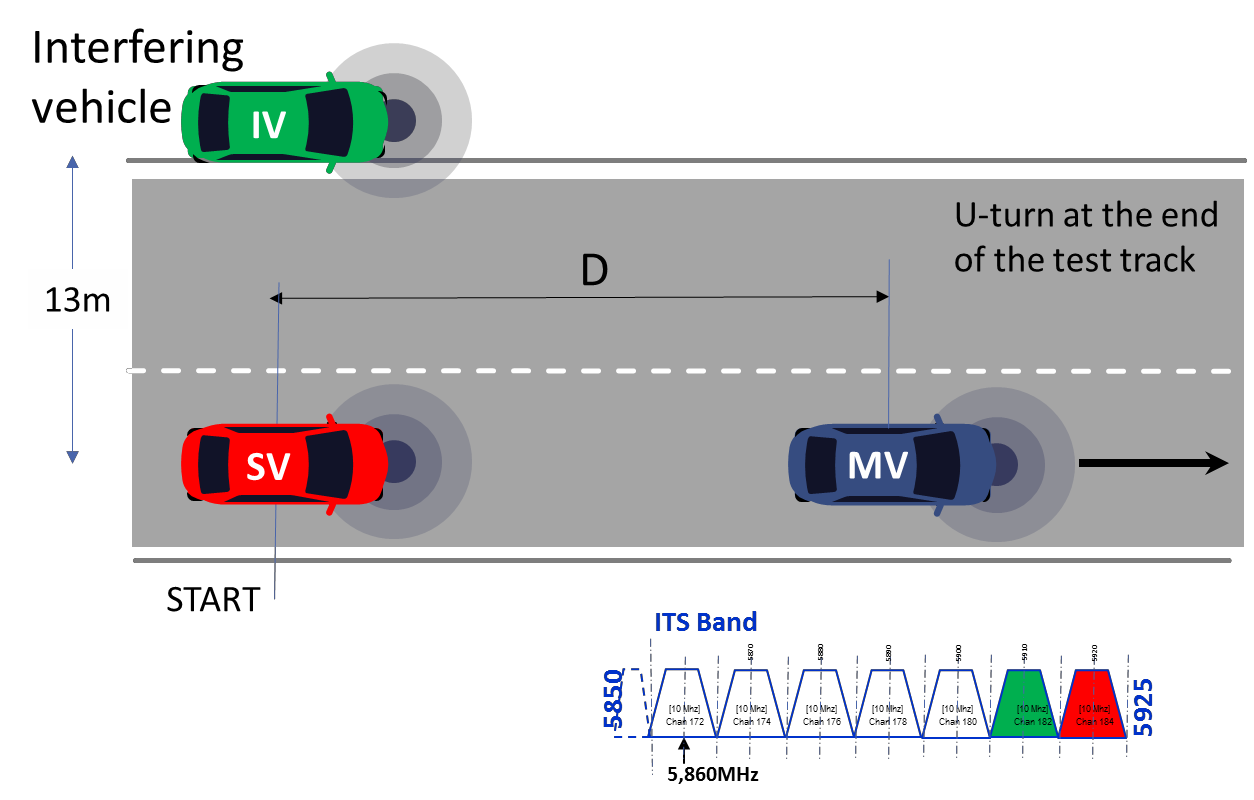 Interfering
vehicle
IV
U-turn at the end
of the test track
D
13m
SV
MV
START
ITS Band
5850
5870
5880
5890
5900
5910
5920
5925
[10 Mhz]
Chan 172
[10 Mhz]
Chan 174
[10 Mhz]
Chan 176
[10 Mhz]
Chan 178
[10 Mhz]
Chan 180
[10 Mhz]
Chan 182
[10 Mhz]
Chan 184
5,860MHz